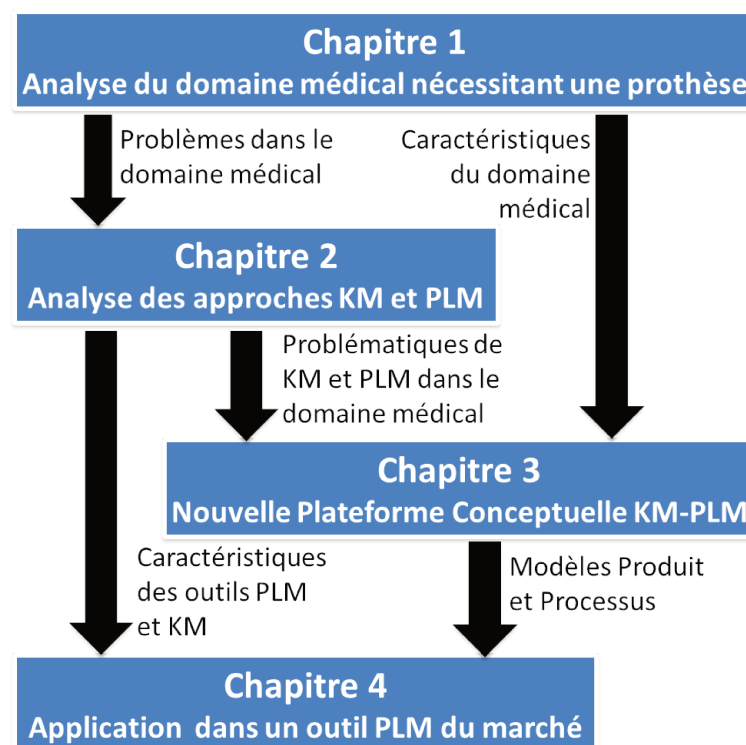 Chapitre 1
Analyse du domaine médical nécessitant une prothèse
Problèmes dans le
domaine médical
Caractéristiques
du domaine
médical
Chapitre 2
Analyse des approches KM et PLM
Problématiques de
KM et PLM dans le
domaine médical
Chapitre 3
Nouvelle Plateforme Conceptuelle KM-PLM
Caractéristiques
des outils PLM
et KM
Modèles Produit
et Processus
Chapitre 4
Application dans un outil PLM du marché